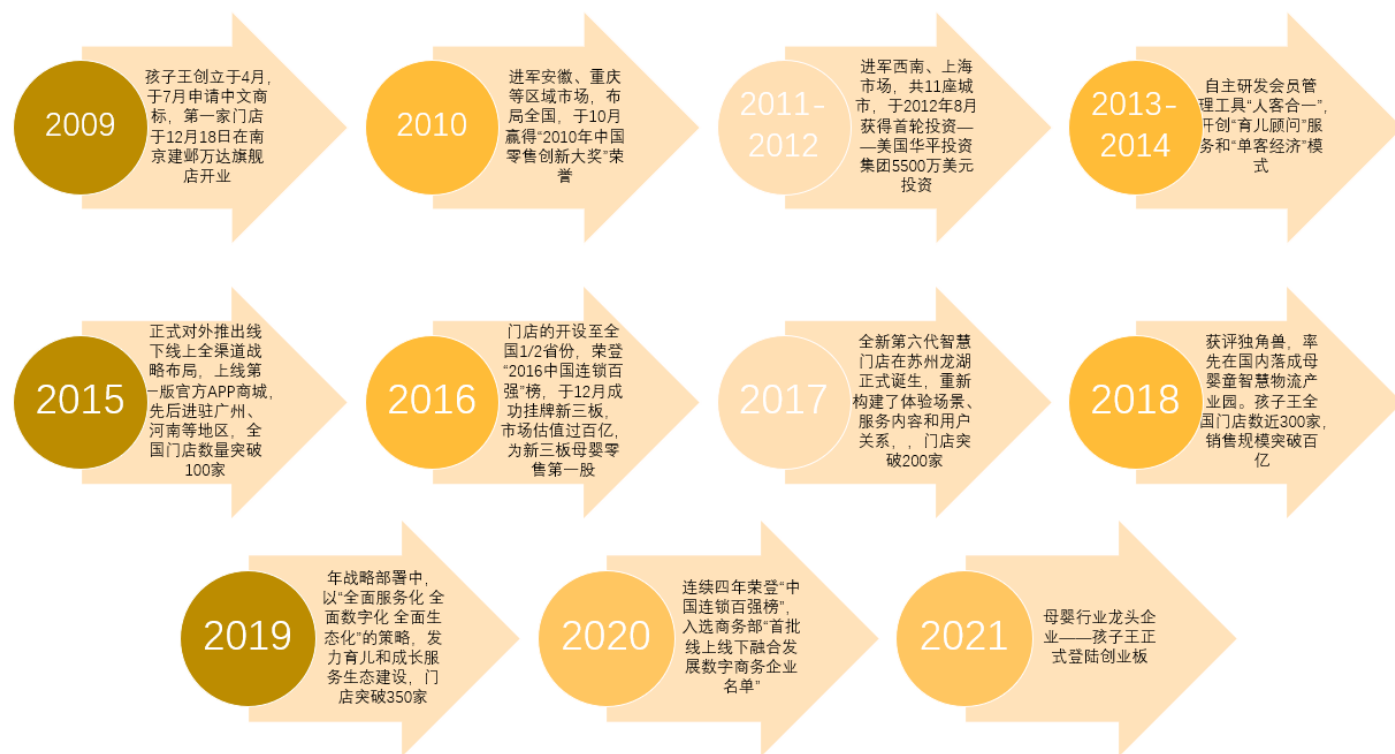 2009
孩子王创立于4月，
于7月申请中文商
标，第一家门店
于12月18日在南
京建邺万达旗舰
店开业
2010
进军安徽、重庆
等区域市场，布
局全国，于10月
赢得“2010年中国
零售创新大奖”荣
誉
2011-
2012
进军西南、上海
市场，共11座城
市，于2012年8月
获得首轮投资—
—美国华平投资
集团5500万美元
投资
2013-
2014
自主研发会员管
理工具“人客合一”，
开创“育儿顾问”服
务和“单客经济”模
式
2015
正式对外推出线
下线上全渠道战
略布局，上线第
一版官方APP商城，
先后进驻广州、
河南等地区，全
国门店数量突破
100家
2016
门店的开设至全
国1/2省份，荣登
“2016中国连锁百
强”榜，于12月成
功挂牌新三板，
市场估值过百亿，
为新三板母婴零
售第一股
2017
全新第六代智慧
门店在苏州龙湖
正式诞生，重新
构建了体验场景、
服务内容和用户
关系，，门店突
破200家
2018
获评独角兽，率
先在国内落成母
婴童智慧物流产
业园。孩子王全
国门店数近300家，
销售规模突破百
亿
2019
年战略部署中，
以“全面服务化 全
面数字化 全面生
态化”的策略，发
力育儿和成长服
务生态建设，门
店突破350家
2020
连续四年荣登“中
国连锁百强榜”，
入选商务部“首批
线上线下融合发
展数字商务企业
名单”
2021
母婴行业龙头企
业——孩子王正
式登陆创业板